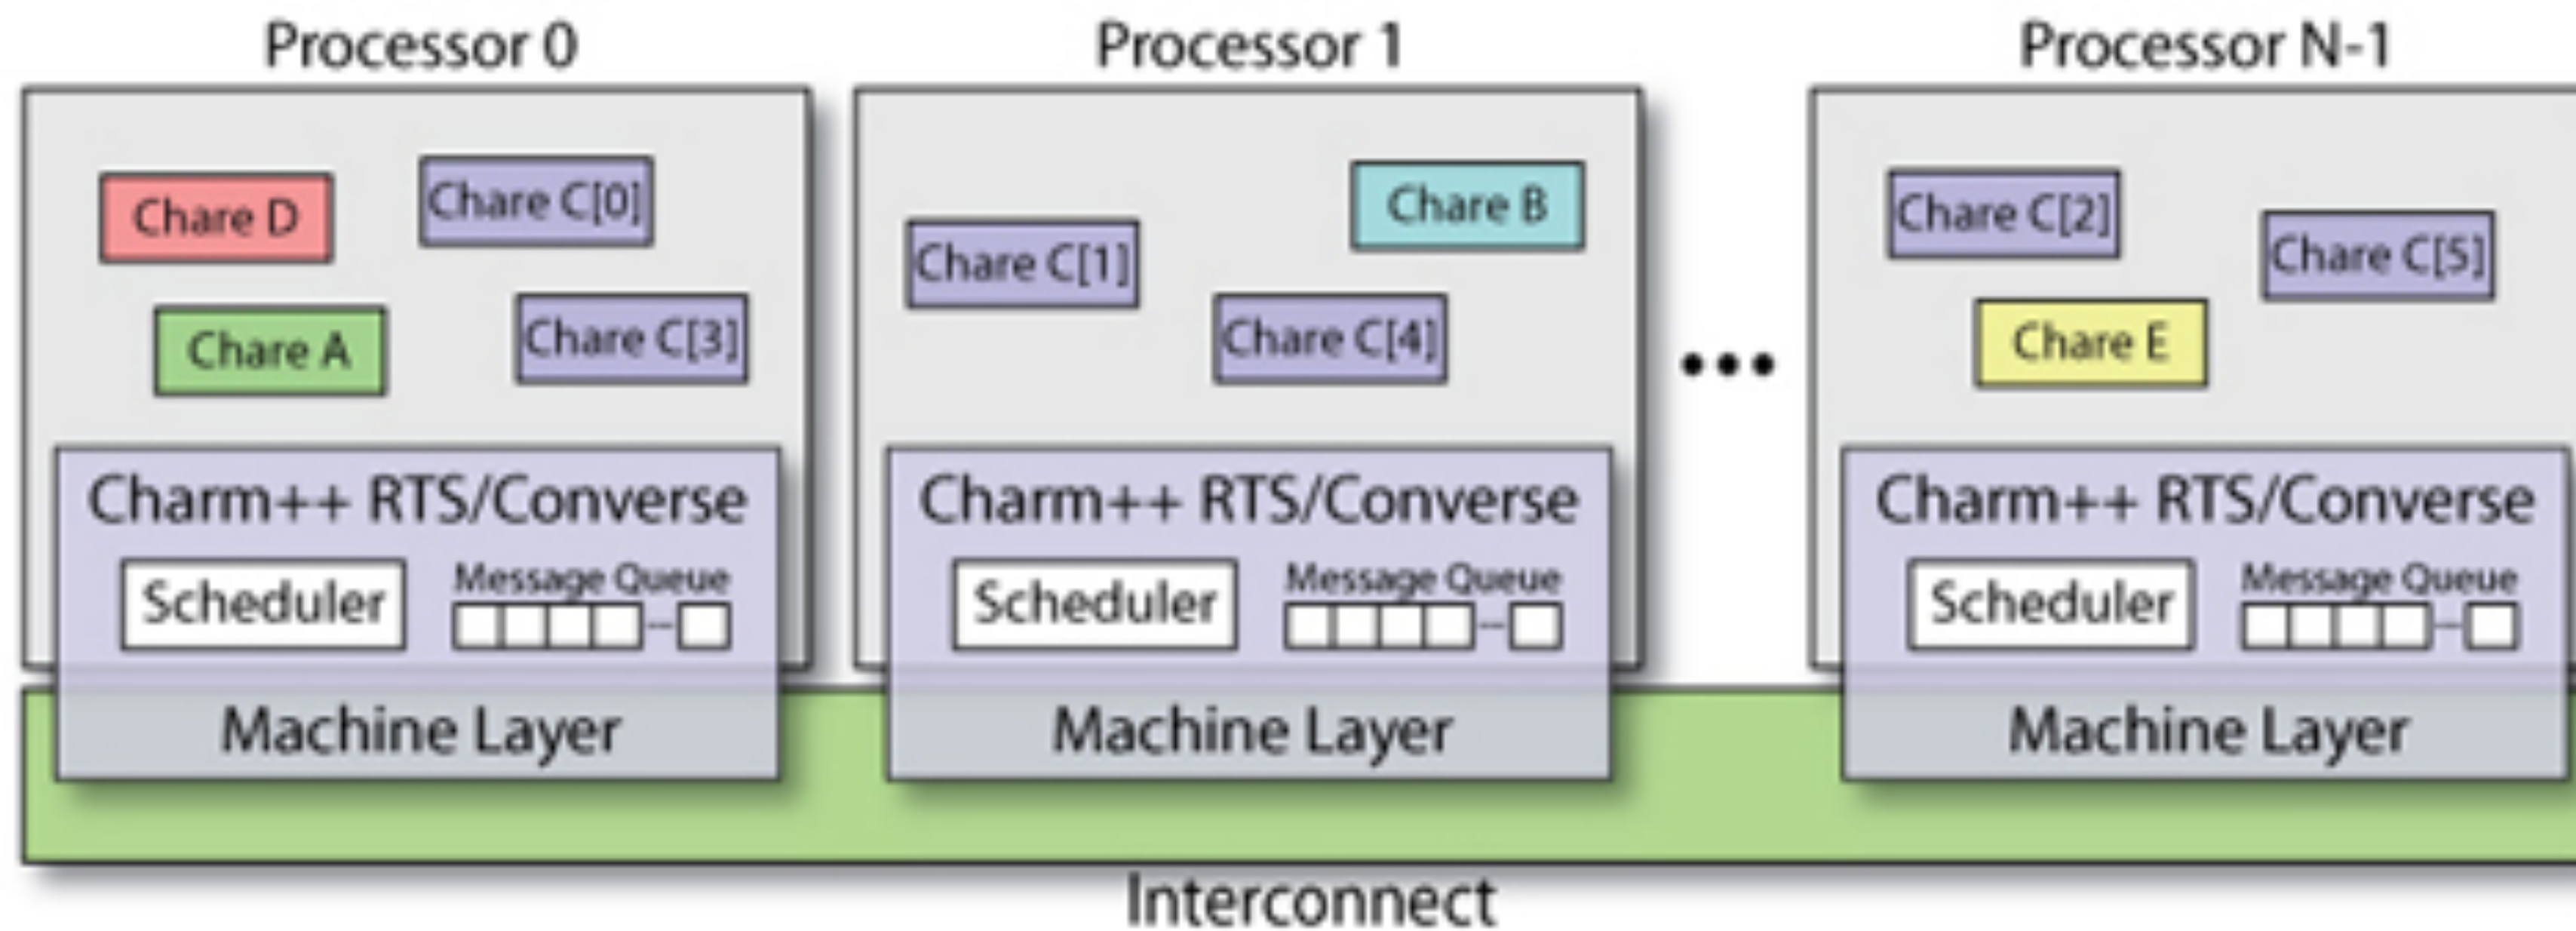 Processor 0
Chare D
Chare C[0]
Chare A
Chare C[3]
Charm++ RTS/Converse
Scheduler
Message Queue
Machine Layer
Processor 1
Chare B
Chare C[1]
Chare C[4]
Charm++ RTS/Converse
Scheduler
Message Queue
Machine Layer
Processor N-1
Chare C[2]
Chare C[5]
Chare E
Charm++ RTS/Converse
Scheduler
Message Queue
Machine Layer
Interconnect